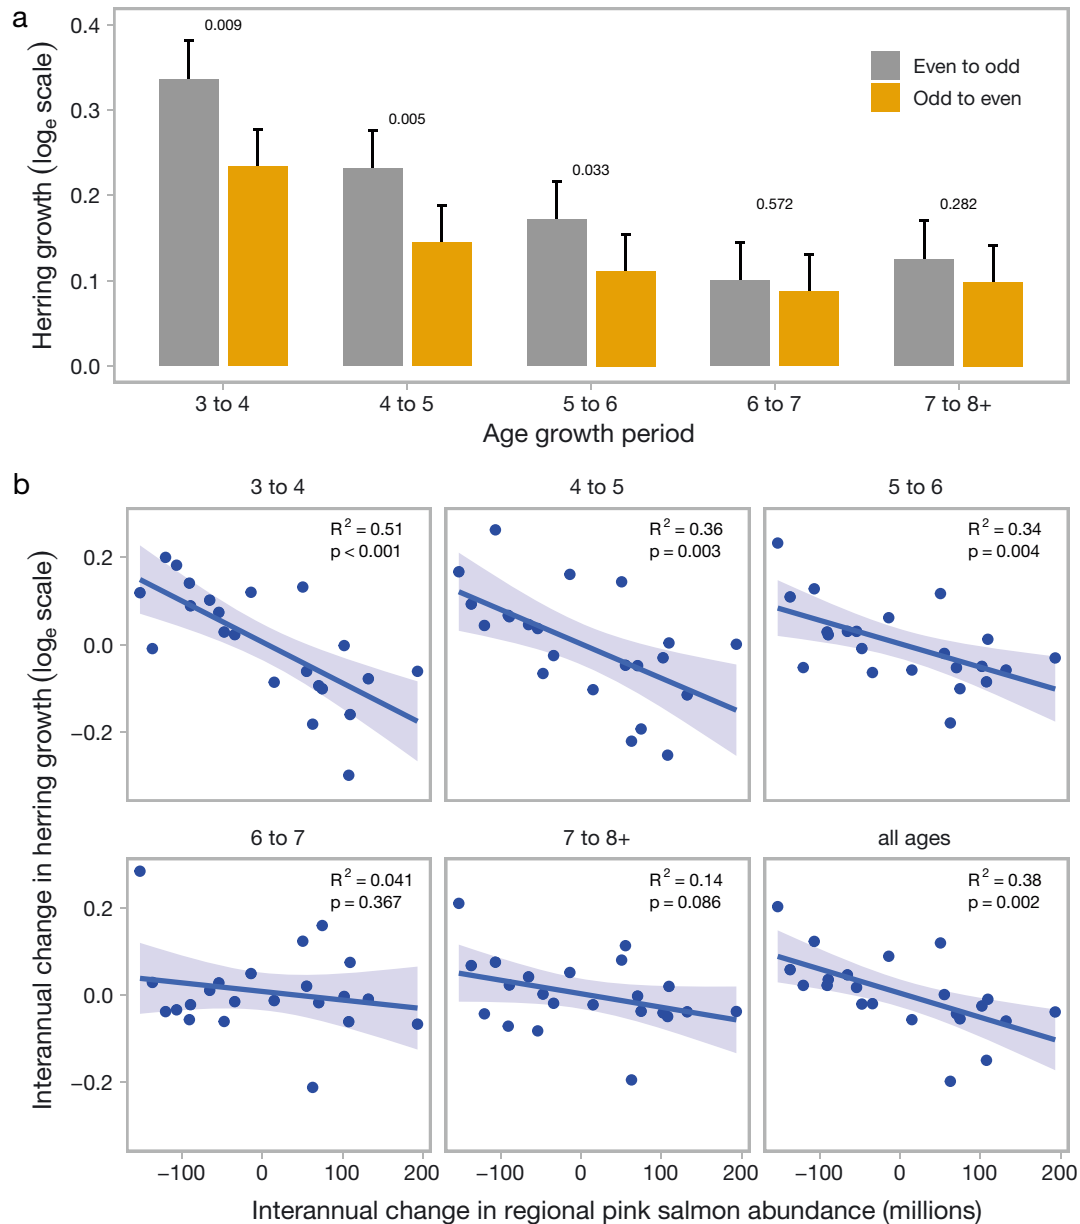 a
0.4
0.3
0.2
0.1
0.0
Herring growth (logₑ scale)
0.009
0.005
0.033
0.572
0.282
Even to odd
Odd to even
3 to 4
4 to 5
5 to 6
6 to 7
7 to 8+
Age growth period
b
Interannual change in herring growth (logₑ scale)
3 to 4
4 to 5
5 to 6
R² = 0.51
p < 0.001
R² = 0.36
p = 0.003
R² = 0.34
p = 0.004
0.2
0.0
−0.2
6 to 7
7 to 8+
all ages
R² = 0.041
p = 0.367
R² = 0.14
p = 0.086
R² = 0.38
p = 0.002
0.2
0.0
−0.2
−100 0 100 200
−100 0 100 200
−100 0 100 200
Interannual change in regional pink salmon abundance (millions)